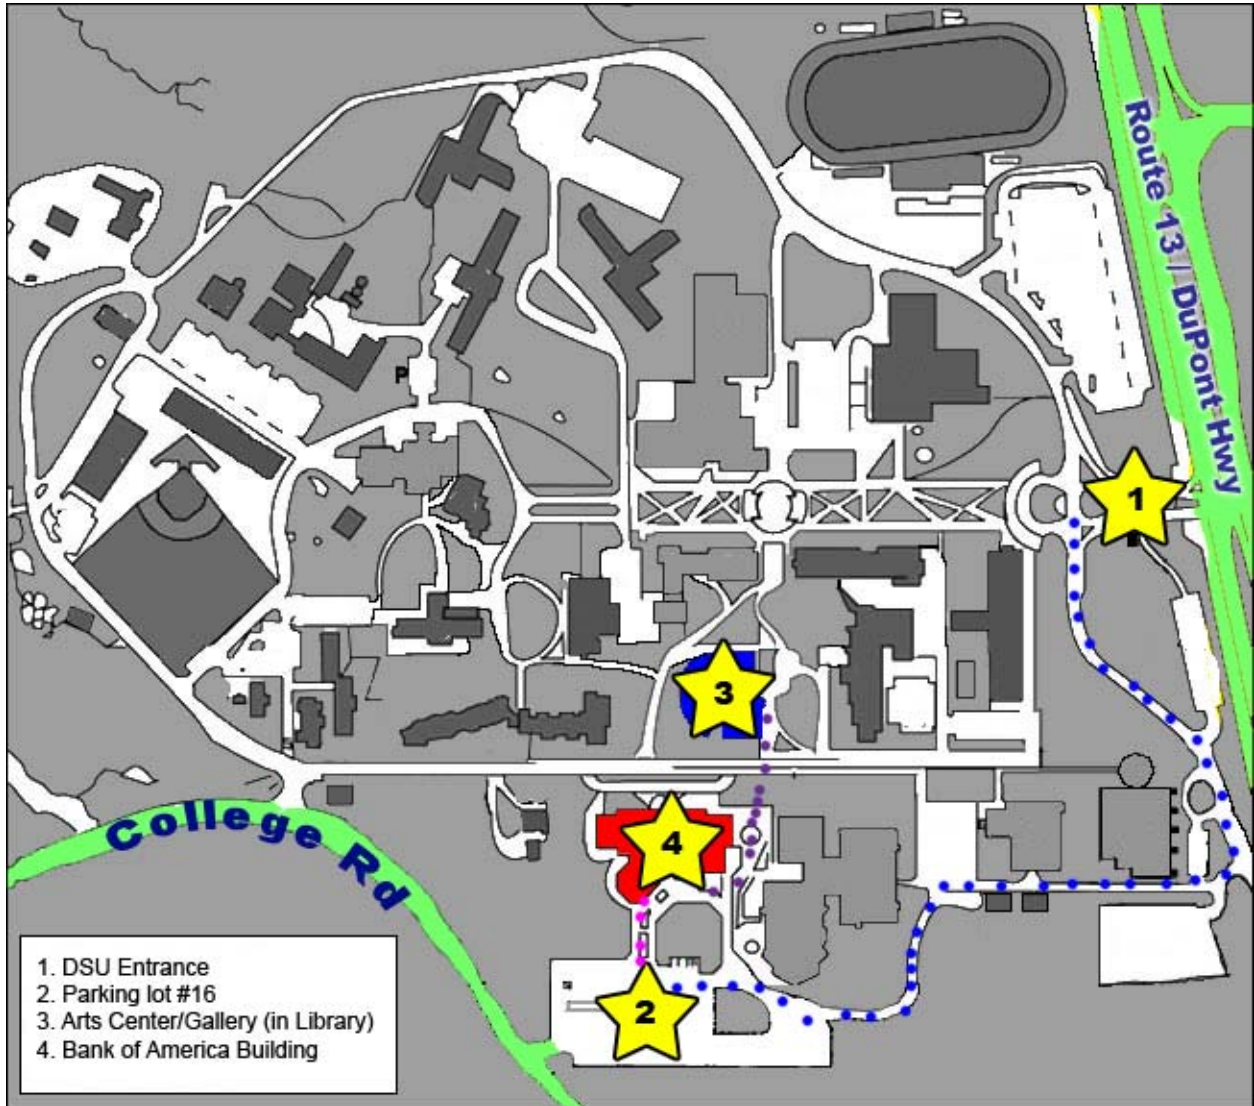 Route 13 / DuPont Hwy
P
1
3
4
College Rd
2
1. DSU Entrance
2. Parking lot #16
3. Arts Center/Gallery (in Library)
4. Bank of America Building